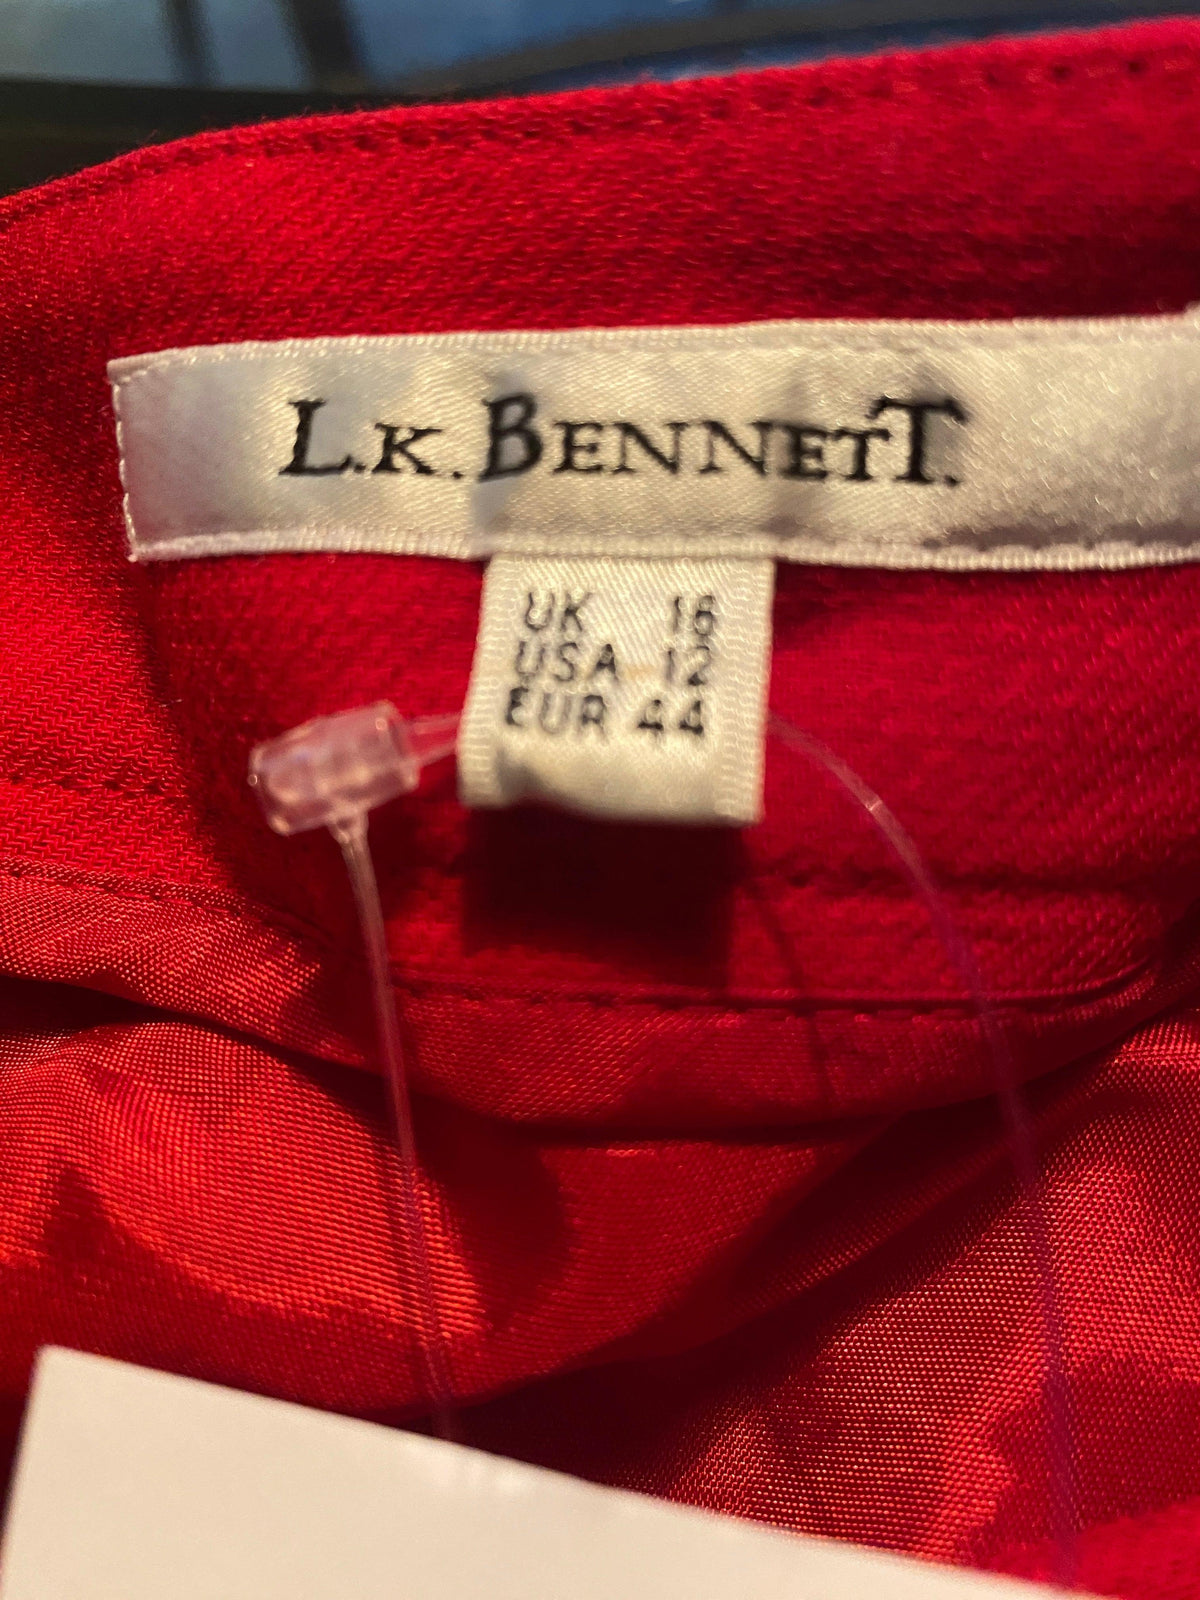 L.K. BENNETT.
UK 16
USA 12
EUR 44